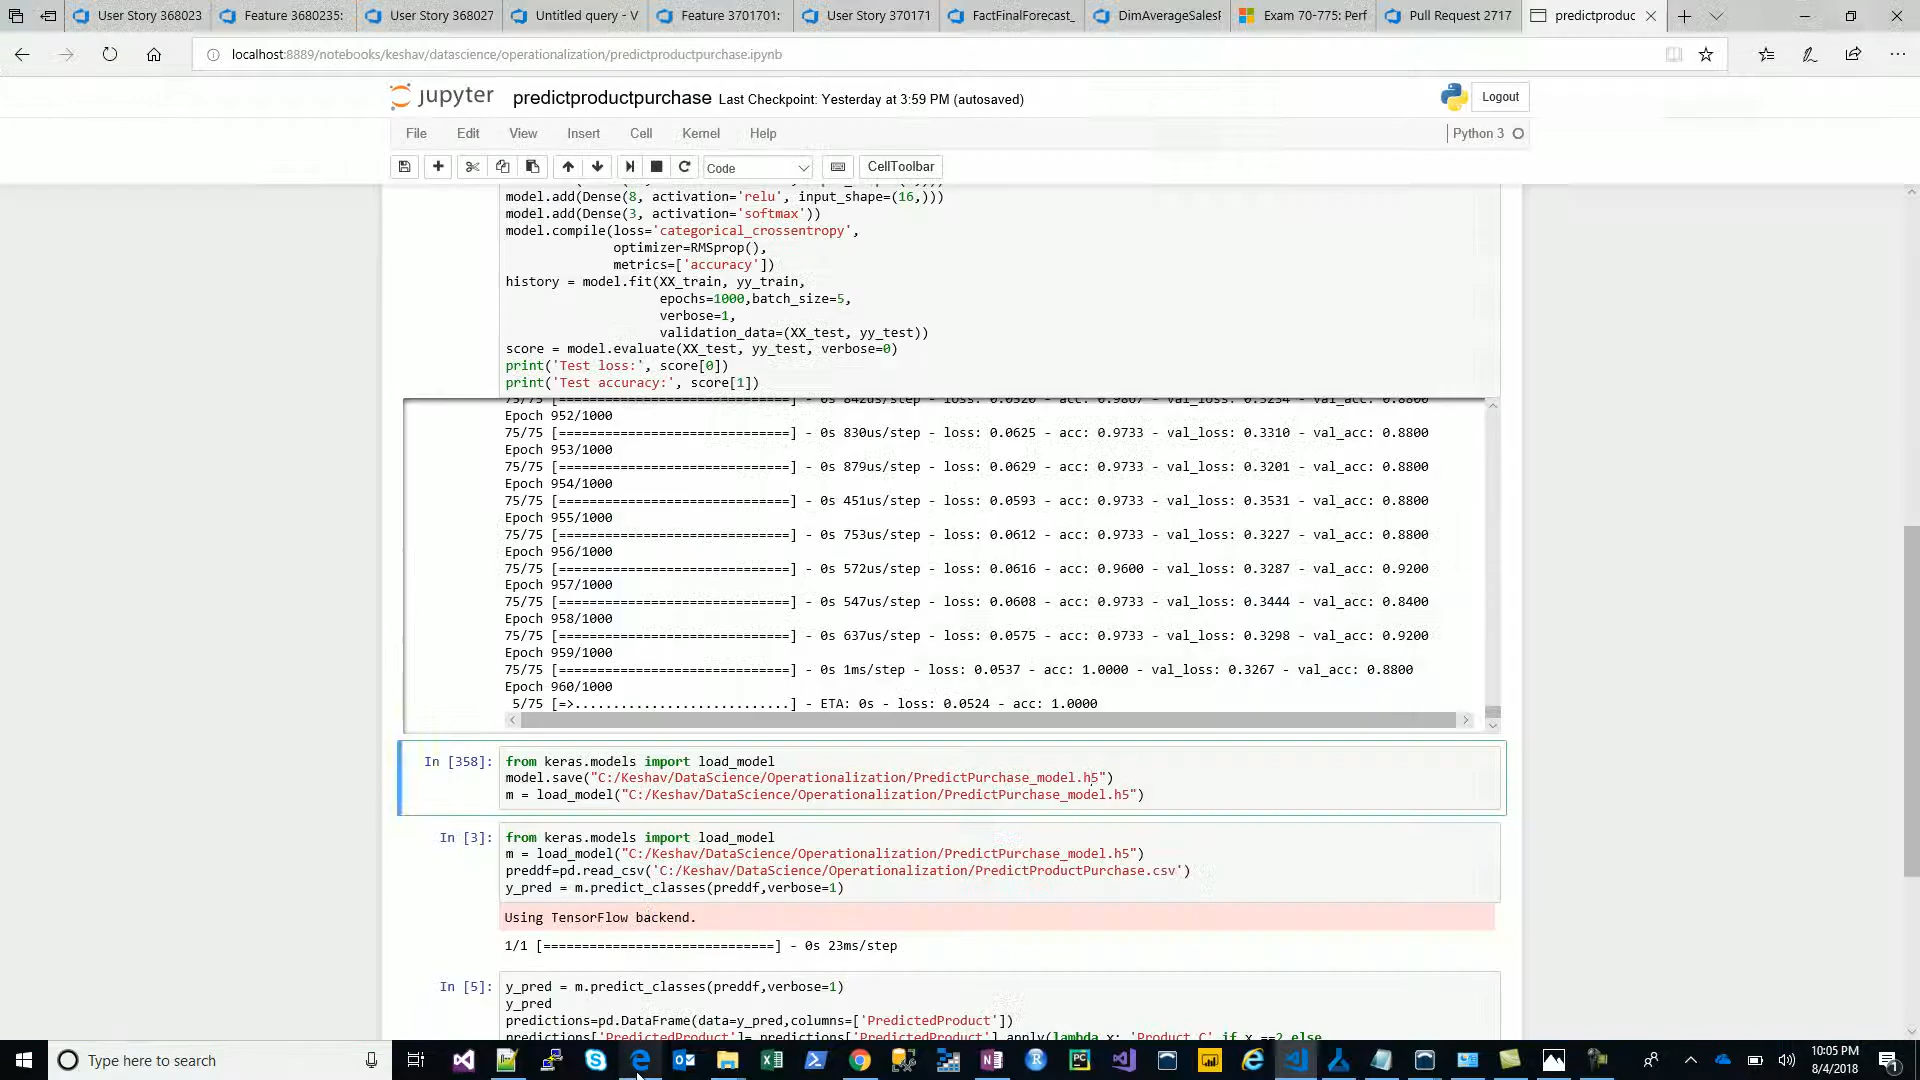 User Story 368023
Feature 3680235:
User Story 368027
Untitled query - V
Feature 3701701:
User Story 370171
FactFinalForecast_
DimAverageSalesF
Exam 70-775: Perf
Pull Request 2717
predictproduc
localhost:8889/notebooks/keshav/datascience/operationalization/predictproductpurchase.ipynb
jupyter predictproductpurchase Last Checkpoint: Yesterday at 3:59 PM (autosaved)
Logout
File Edit View Insert Cell Kernel Help
Python 3
Code
CellToolbar
model.add(Dense(8, activation='relu', input_shape=(16,)))
model.add(Dense(3, activation='softmax'))
model.compile(loss='categorical_crossentropy',
optimizer=RMSprop(),
metrics=['accuracy'])
history = model.fit(XX_train, yy_train,
epochs=1000,batch_size=5,
verbose=1,
validation_data=(XX_test, yy_test))
score = model.evaluate(XX_test, yy_test, verbose=0)
print('Test loss:', score[0])
print('Test accuracy:', score[1])
Epoch 952/1000
75/75 [==============================] - 0s 830us/step - loss: 0.0625 - acc: 0.9733 - val_loss: 0.3310 - val_acc: 0.8800
Epoch 953/1000
75/75 [==============================] - 0s 879us/step - loss: 0.0629 - acc: 0.9733 - val_loss: 0.3201 - val_acc: 0.8800
Epoch 954/1000
75/75 [==============================] - 0s 451us/step - loss: 0.0593 - acc: 0.9733 - val_loss: 0.3531 - val_acc: 0.8800
Epoch 955/1000
75/75 [==============================] - 0s 753us/step - loss: 0.0612 - acc: 0.9733 - val_loss: 0.3227 - val_acc: 0.8800
Epoch 956/1000
75/75 [==============================] - 0s 572us/step - loss: 0.0616 - acc: 0.9600 - val_loss: 0.3287 - val_acc: 0.9200
Epoch 957/1000
75/75 [==============================] - 0s 547us/step - loss: 0.0608 - acc: 0.9733 - val_loss: 0.3444 - val_acc: 0.8400
Epoch 958/1000
75/75 [==============================] - 0s 637us/step - loss: 0.0575 - acc: 0.9733 - val_loss: 0.3298 - val_acc: 0.9200
Epoch 959/1000
75/75 [==============================] - 0s 1ms/step - loss: 0.0537 - acc: 1.0000 - val_loss: 0.3267 - val_acc: 0.8800
Epoch 960/1000
5/75 [=>............................] - ETA: 0s - loss: 0.0524 - acc: 1.0000
In [358]: from keras.models import load_model
model.save("C:/Keshav/DataScience/Operationalization/PredictPurchase_model.h5")
m = load_model("C:/Keshav/DataScience/Operationalization/PredictPurchase_model.h5")
In [3]: from keras.models import load_model
m = load_model("C:/Keshav/DataScience/Operationalization/PredictPurchase_model.h5")
preddf=pd.read_csv('C:/Keshav/DataScience/Operationalization/PredictProductPurchase.csv')
y_pred = m.predict_classes(preddf,verbose=1)
Using TensorFlow backend.
1/1 [==============================] - 0s 23ms/step
In [5]: y_pred = m.predict_classes(preddf,verbose=1)
y_pred
predictions=pd.DataFrame(data=y_pred,columns=['PredictedProduct'])
predictions['PredictedProduct']= predictions['PredictedProduct'].apply(lambda x: 'Product C' if x ==2 else
Type here to search
10:05 PM
8/4/2018